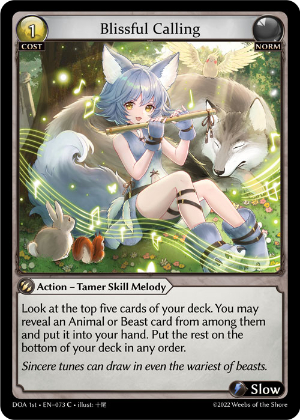 1
Blissful Calling
COST
NORM
Action – Tamer Skill Melody
Look at the top five cards of your deck. You may
reveal an Animal or Beast card from among them
and put it into your hand. Put the rest on the
bottom of your deck in any order.
Sincere tunes can draw in even the wariest of beasts.
Slow
DOA 1st • EN-073 C • illust: 十尾
©2022 Weebs of the Shore